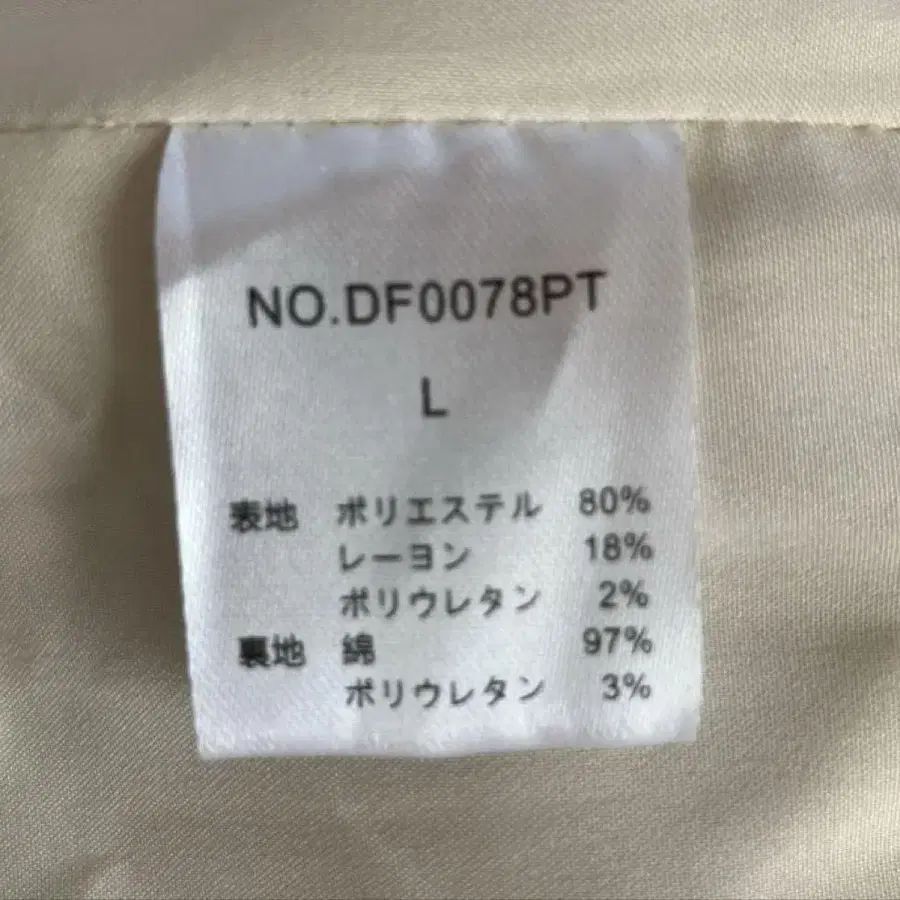 NO.DF0078PT
L
表地 ポリエステル 80%
レーヨン 18%
ポリウレタン 2%
裏地 綿 97%
ポリウレタン 3%